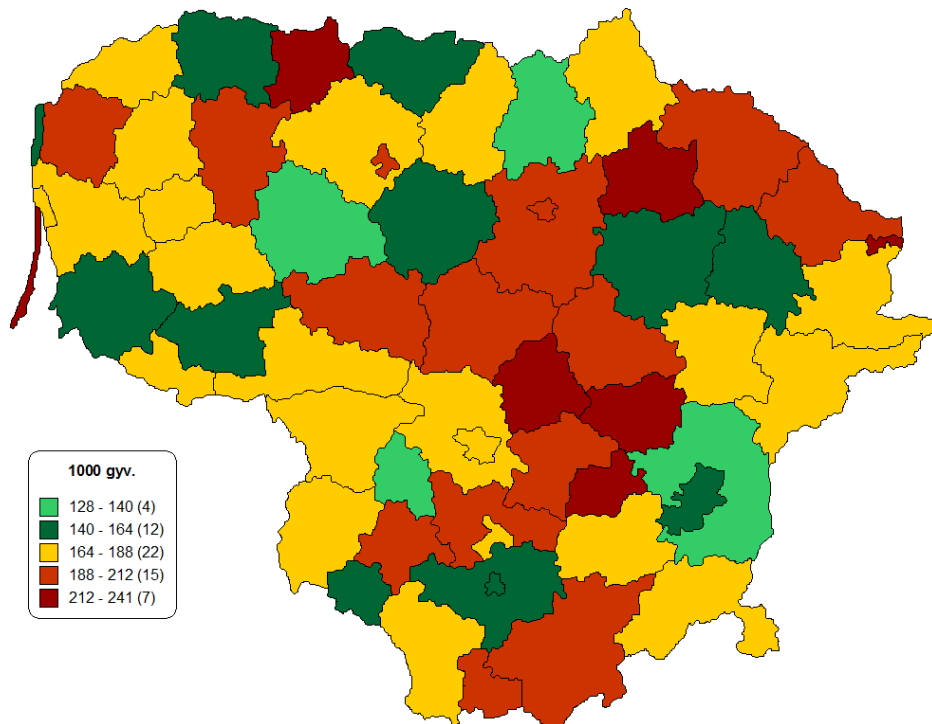 1000 gyv.
128 - 140 (4)
140 - 164 (12)
164 - 188 (22)
188 - 212 (15)
212 - 241 (7)